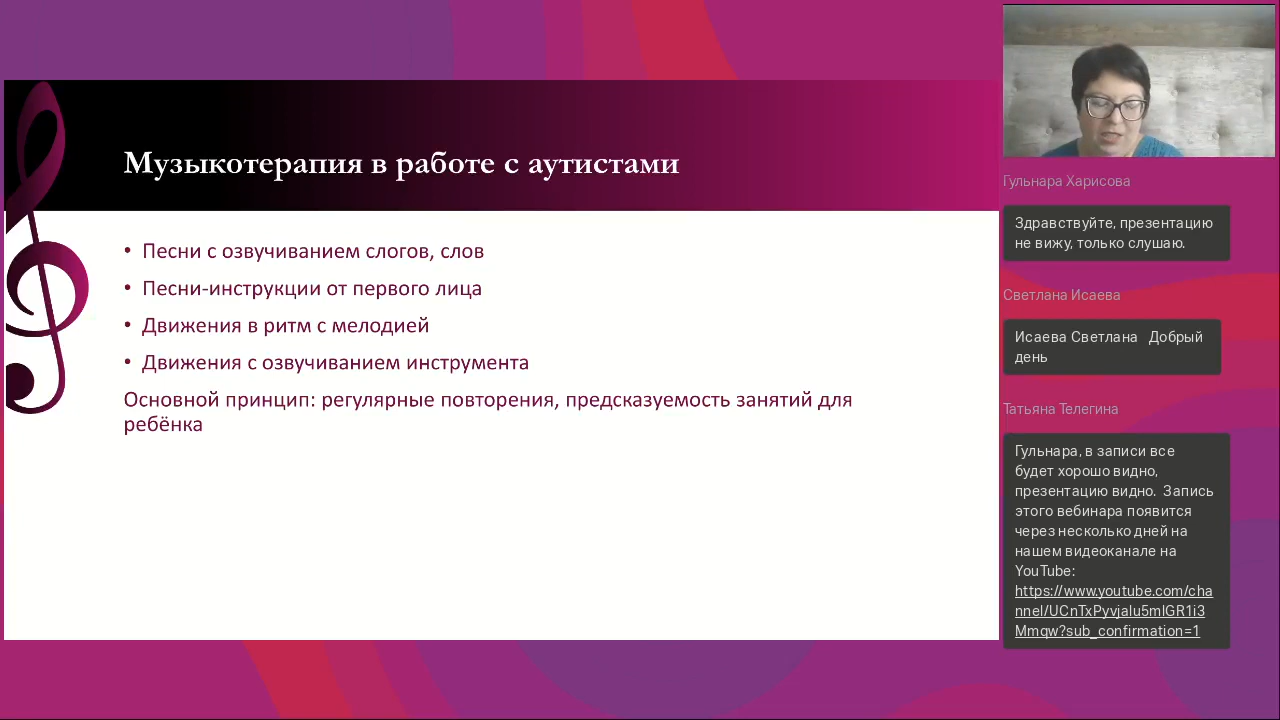 Музыкотерапия в работе с аутистами
• Песни с озвучиванием слогов, слов
• Песни-инструкции от первого лица
• Движения в ритм с мелодией
• Движения с озвучиванием инструмента
Основной принцип: регулярные повторения, предсказуемость занятий для
ребёнка
Гульнара Харисова
Здравствуйте, презентацию
не вижу, только слушаю.
Светлана Исаева
Исаева Светлана Добрый
день
Татьяна Телегина
Гульнара, в записи все
будет хорошо видно,
презентацию видно. Запись
этого вебинара появится
через несколько дней на
нашем видеоканале на
YouTube:
https://www.youtube.com/cha
nnel/UCnTxPyvjalu5mlGR1i3
Mmqw?sub_confirmation=1